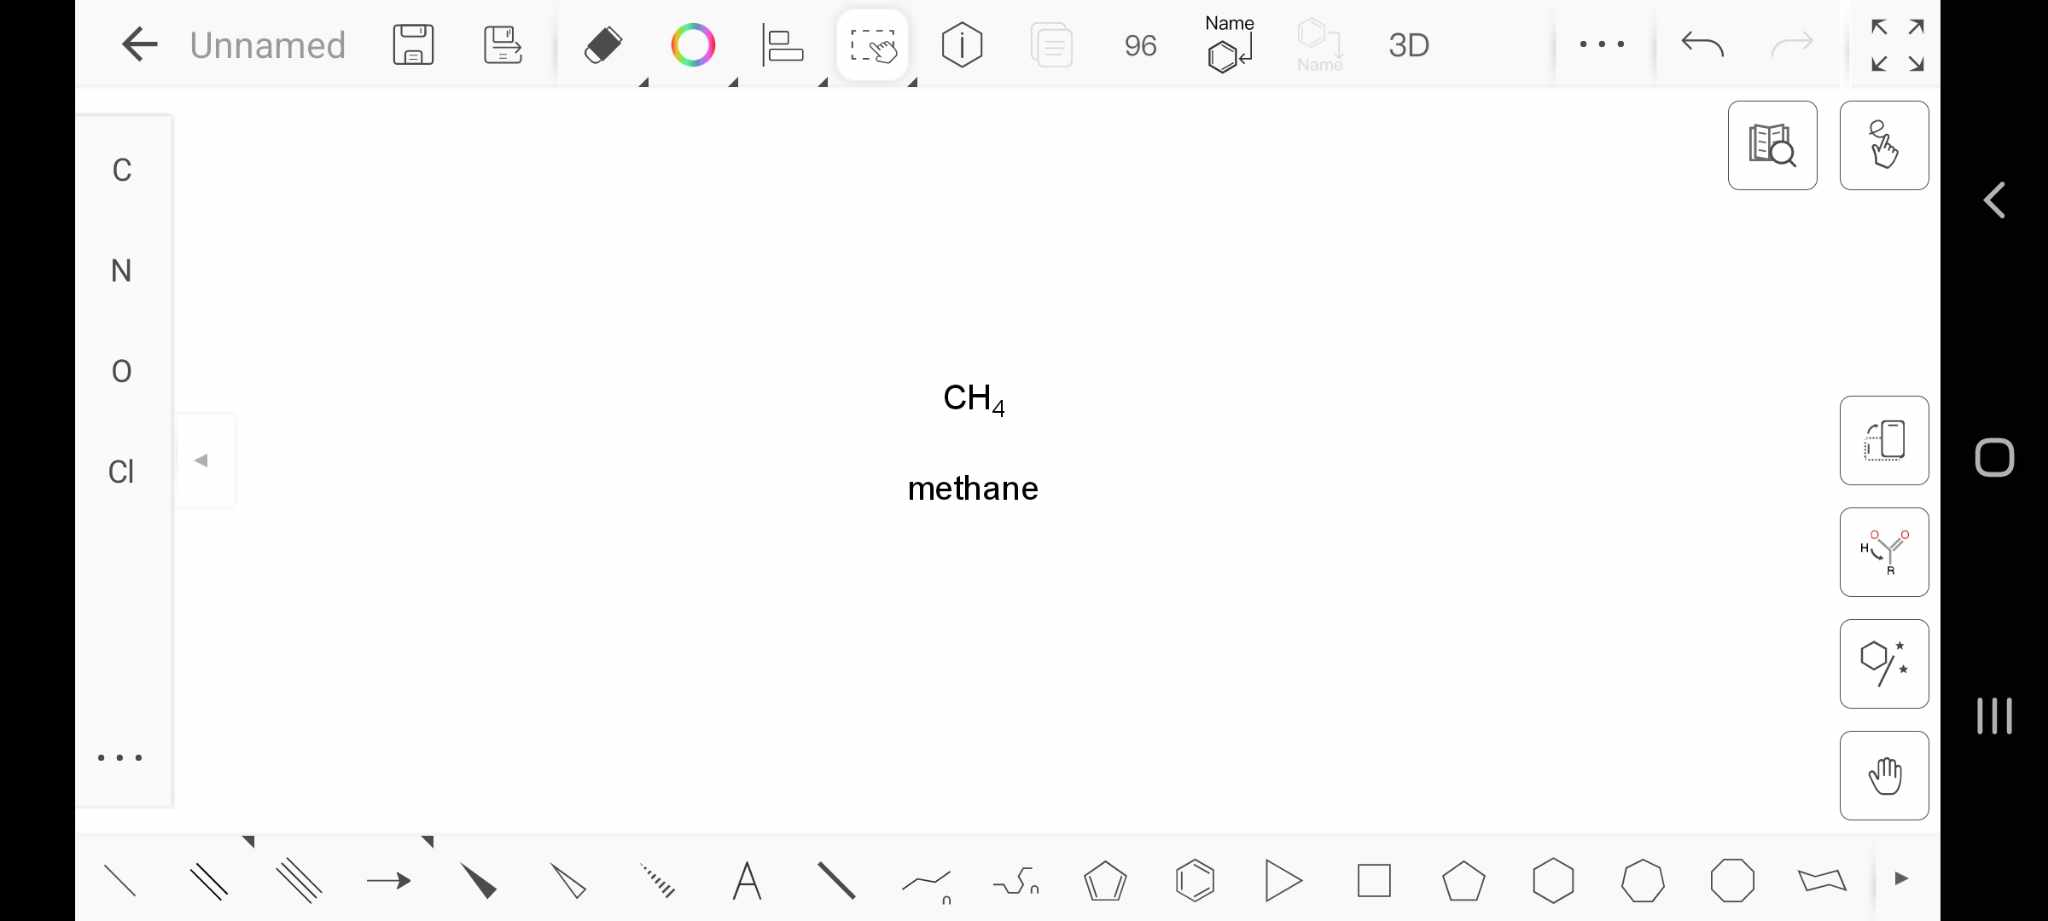 Unnamed
96
Name
Name
3D
C
N
O
Cl
CH₄
methane
H O O
R
A
n
n